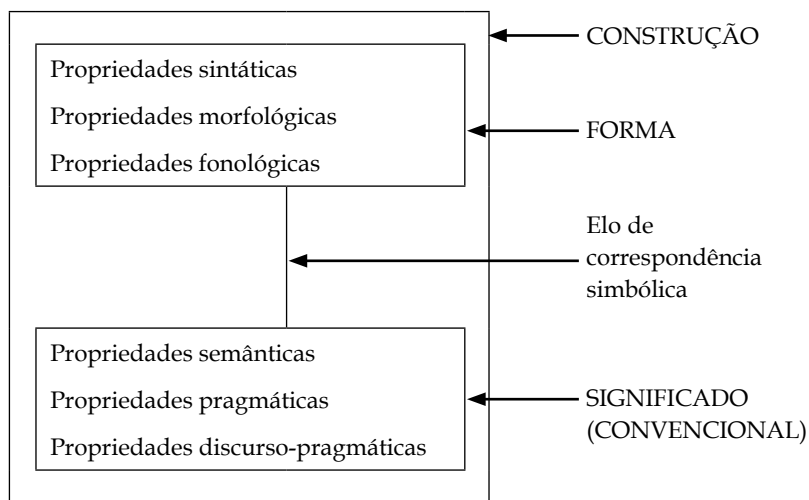 CONSTRUÇÃO
Propriedades sintáticas
Propriedades morfológicas
Propriedades fonológicas
FORMA
Elo de
correspondência
simbólica
Propriedades semânticas
Propriedades pragmáticas
Propriedades discurso-pragmáticas
SIGNIFICADO
(CONVENCIONAL)